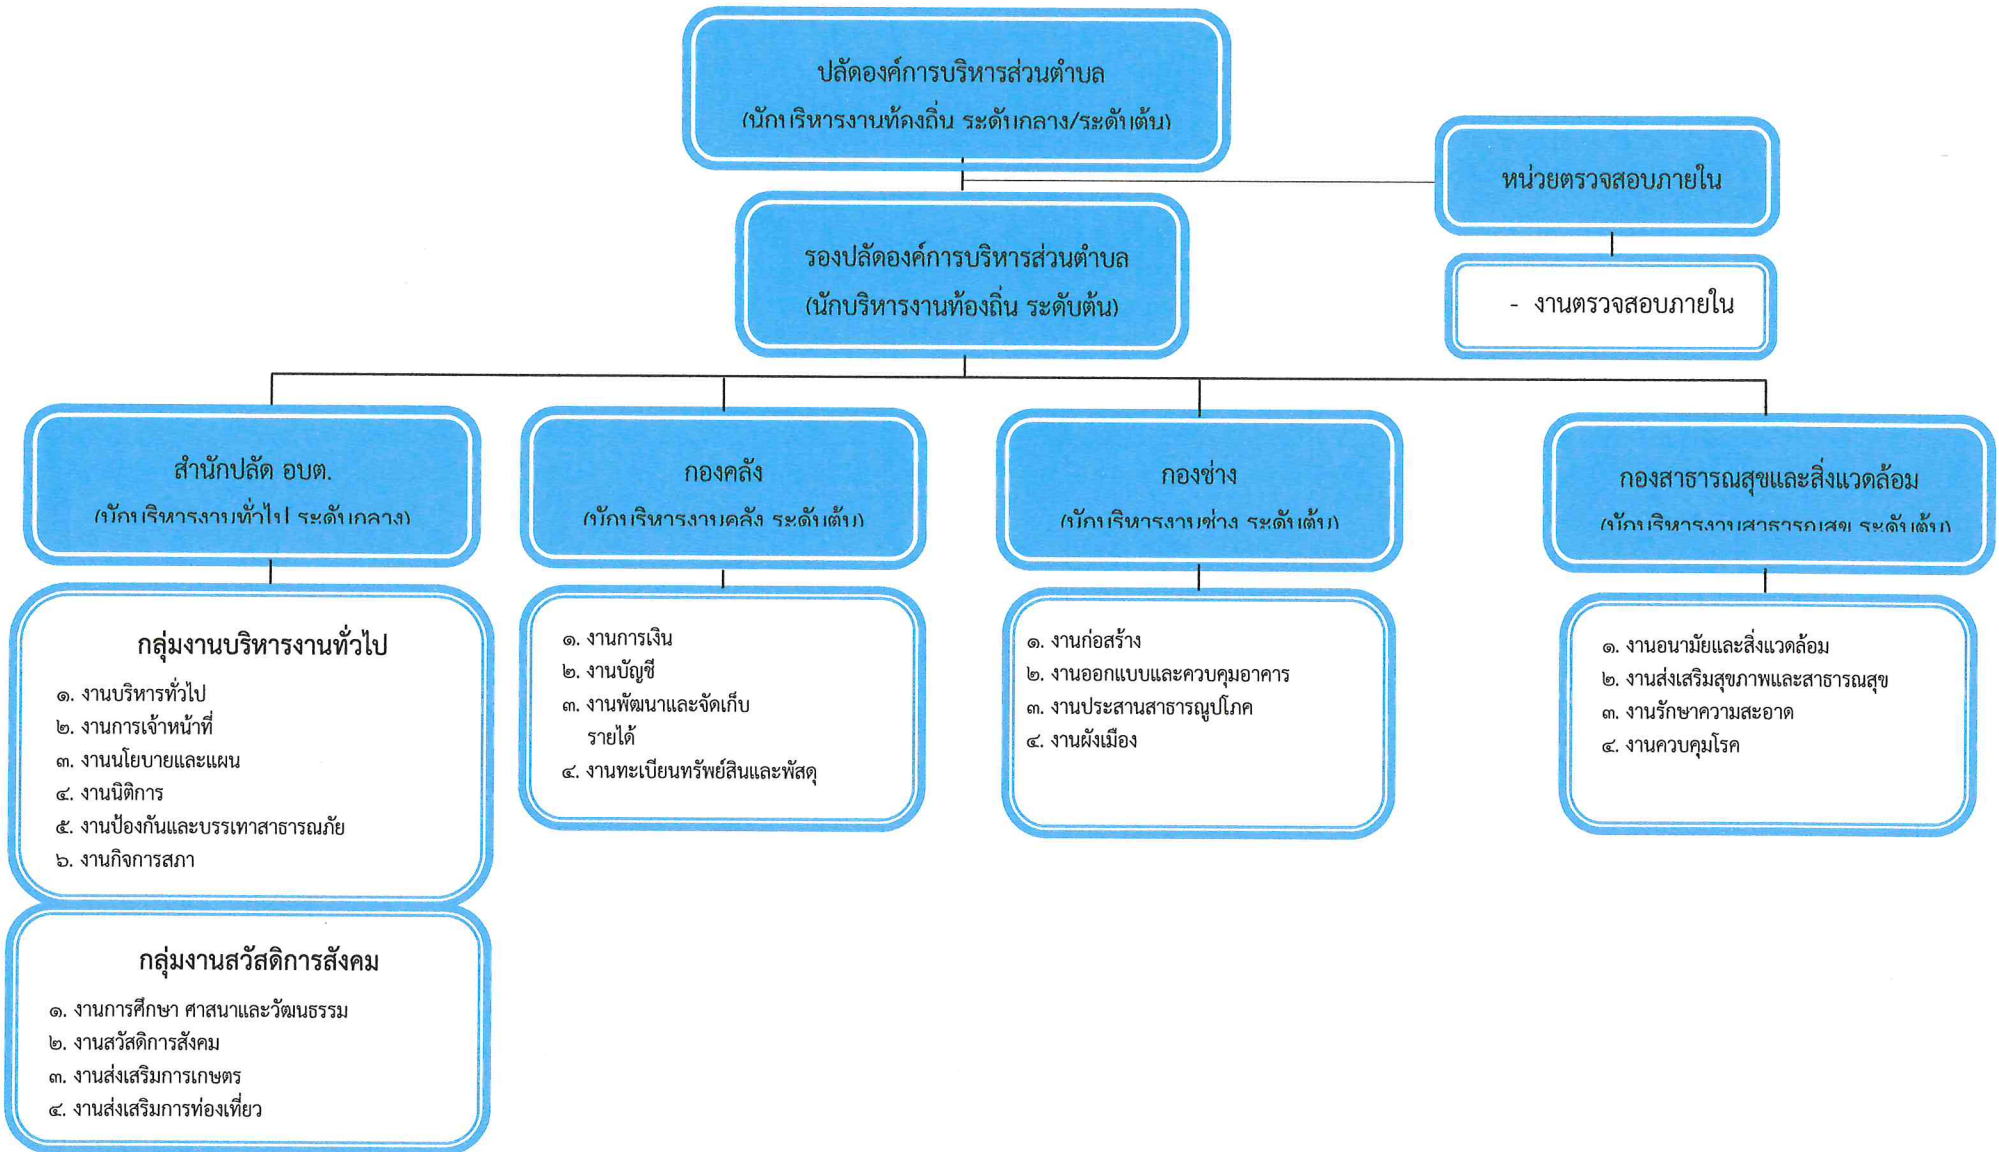 ปลัดองค์การบริหารส่วนตำบล
(นักบริหารงานท้องถิ่น ระดับกลาง/ระดับต้น)
หน่วยตรวจสอบภายใน
- งานตรวจสอบภายใน
รองปลัดองค์การบริหารส่วนตำบล
(นักบริหารงานท้องถิ่น ระดับต้น)
สำนักปลัด อบต.
(นักบริหารงานทั่วไป ระดับกลาง)
กลุ่มงานบริหารงานทั่วไป
๑. งานบริหารทั่วไป
๒. งานการเจ้าหน้าที่
๓. งานนโยบายและแผน
๔. งานนิติการ
๕. งานป้องกันและบรรเทาสาธารณภัย
๖. งานกิจการสภา
กลุ่มงานสวัสดิการสังคม
๑. งานการศึกษา ศาสนาและวัฒนธรรม
๒. งานสวัสดิการสังคม
๓. งานส่งเสริมการเกษตร
๔. งานส่งเสริมการท่องเที่ยว
กองคลัง
(นักบริหารงานคลัง ระดับต้น)
๑. งานการเงิน
๒. งานบัญชี
๓. งานพัฒนาและจัดเก็บ
รายได้
๔. งานทะเบียนทรัพย์สินและพัสดุ
กองช่าง
(นักบริหารงานช่าง ระดับต้น)
๑. งานก่อสร้าง
๒. งานออกแบบและควบคุมอาคาร
๓. งานประสานสาธารณูปโภค
๔. งานผังเมือง
กองสาธารณสุขและสิ่งแวดล้อม
(นักบริหารงานสาธารณสุข ระดับต้น)
๑. งานอนามัยและสิ่งแวดล้อม
๒. งานส่งเสริมสุขภาพและสาธารณสุข
๓. งานรักษาความสะอาด
๔. งานควบคุมโรค